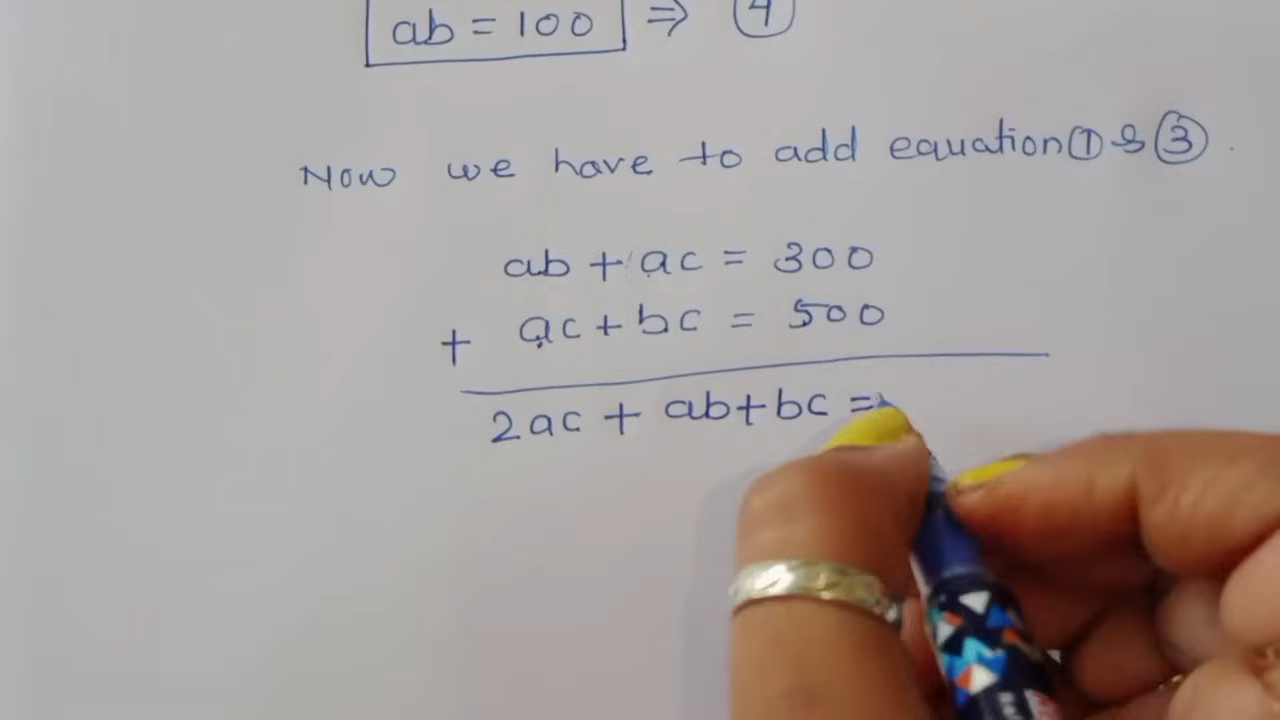 ab = 100 ⇒ 4
Now we have to add equation ① & ③.
ab + ac = 300
+ ac + bc = 500
2ac + ab + bc =